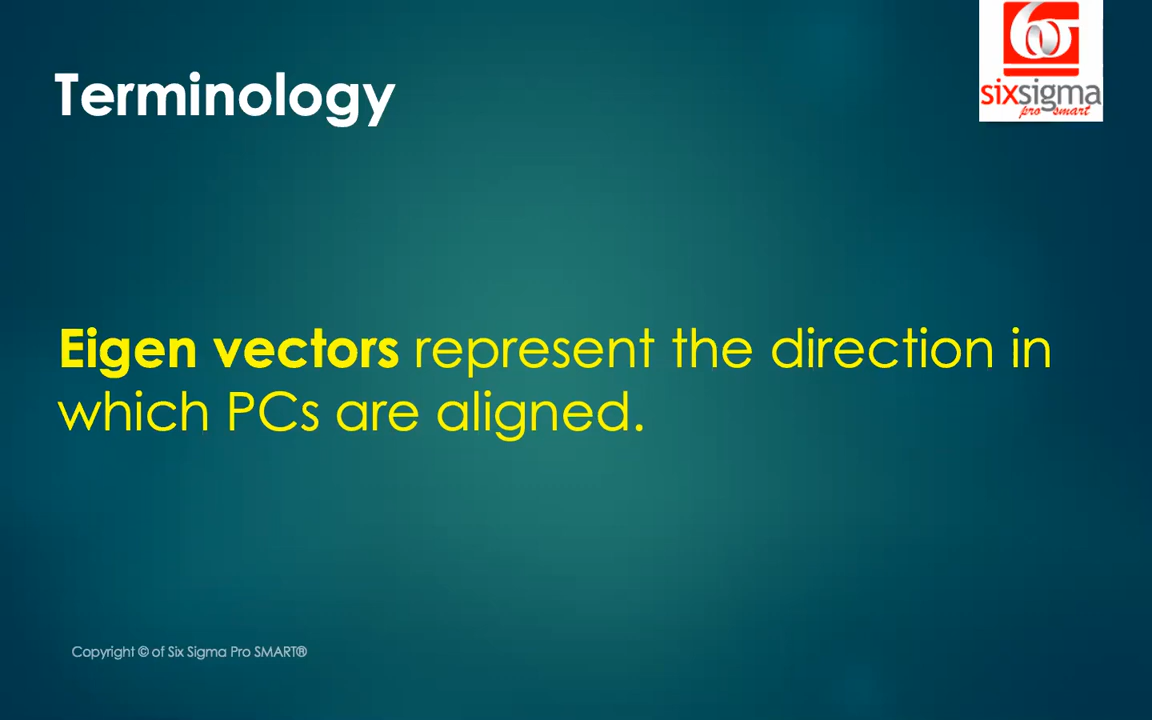 Terminology
sixsigma
pro smart
Eigen vectors represent the direction in
which PCs are aligned.
Copyright © of Six Sigma Pro SMART®